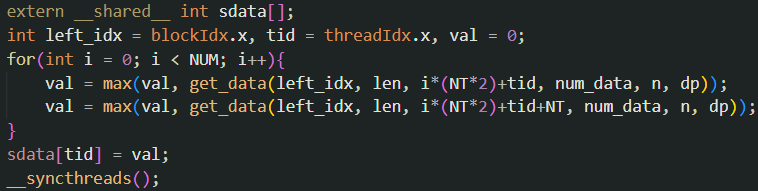 extern __shared__ int sdata[];
int left_idx = blockIdx.x, tid = threadIdx.x, val = 0;
for(int i = 0; i < NUM; i++){
    val = max(val, get_data(left_idx, len, i*(NT*2)+tid, num_data, n, dp));
    val = max(val, get_data(left_idx, len, i*(NT*2)+tid+NT, num_data, n, dp));
}
sdata[tid] = val;
__syncthreads();